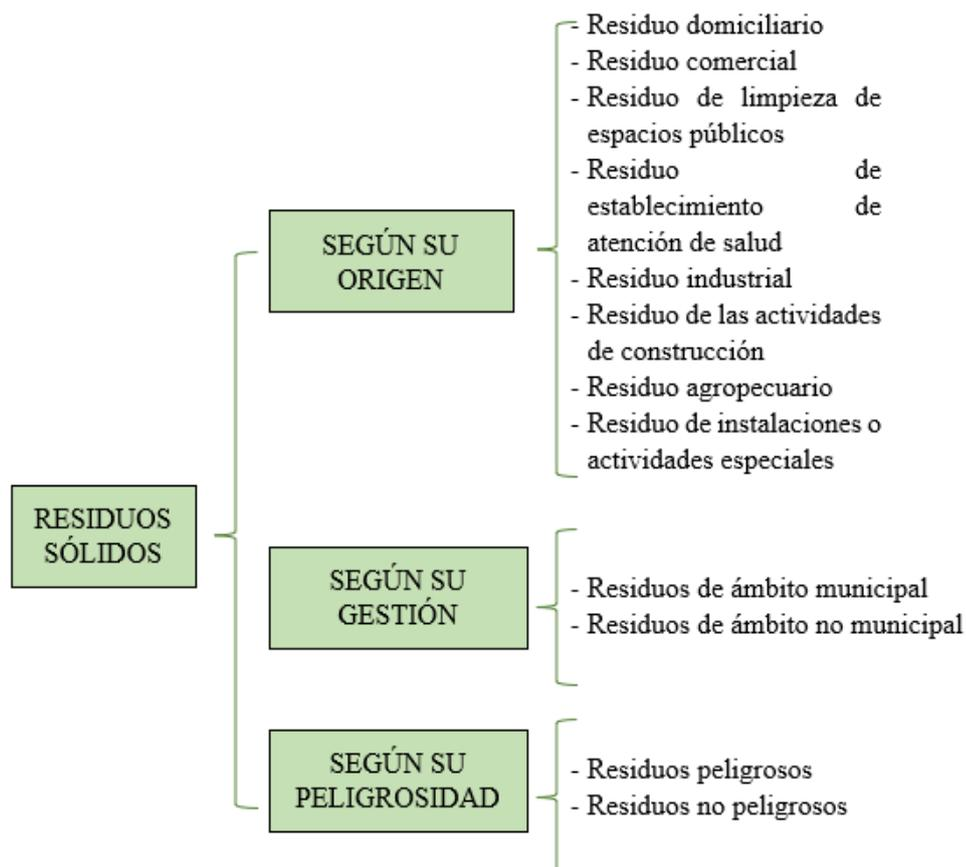 RESIDUOS
SÓLIDOS
SEGÚN SU
ORIGEN
- Residuo domiciliario
- Residuo comercial
- Residuo de limpieza de
espacios públicos
- Residuo de
establecimiento de
atención de salud
- Residuo industrial
- Residuo de las actividades
de construcción
- Residuo agropecuario
- Residuo de instalaciones o
actividades especiales
SEGÚN SU
GESTIÓN
- Residuos de ámbito municipal
- Residuos de ámbito no municipal
SEGÚN SU
PELIGROSIDAD
- Residuos peligrosos
- Residuos no peligrosos